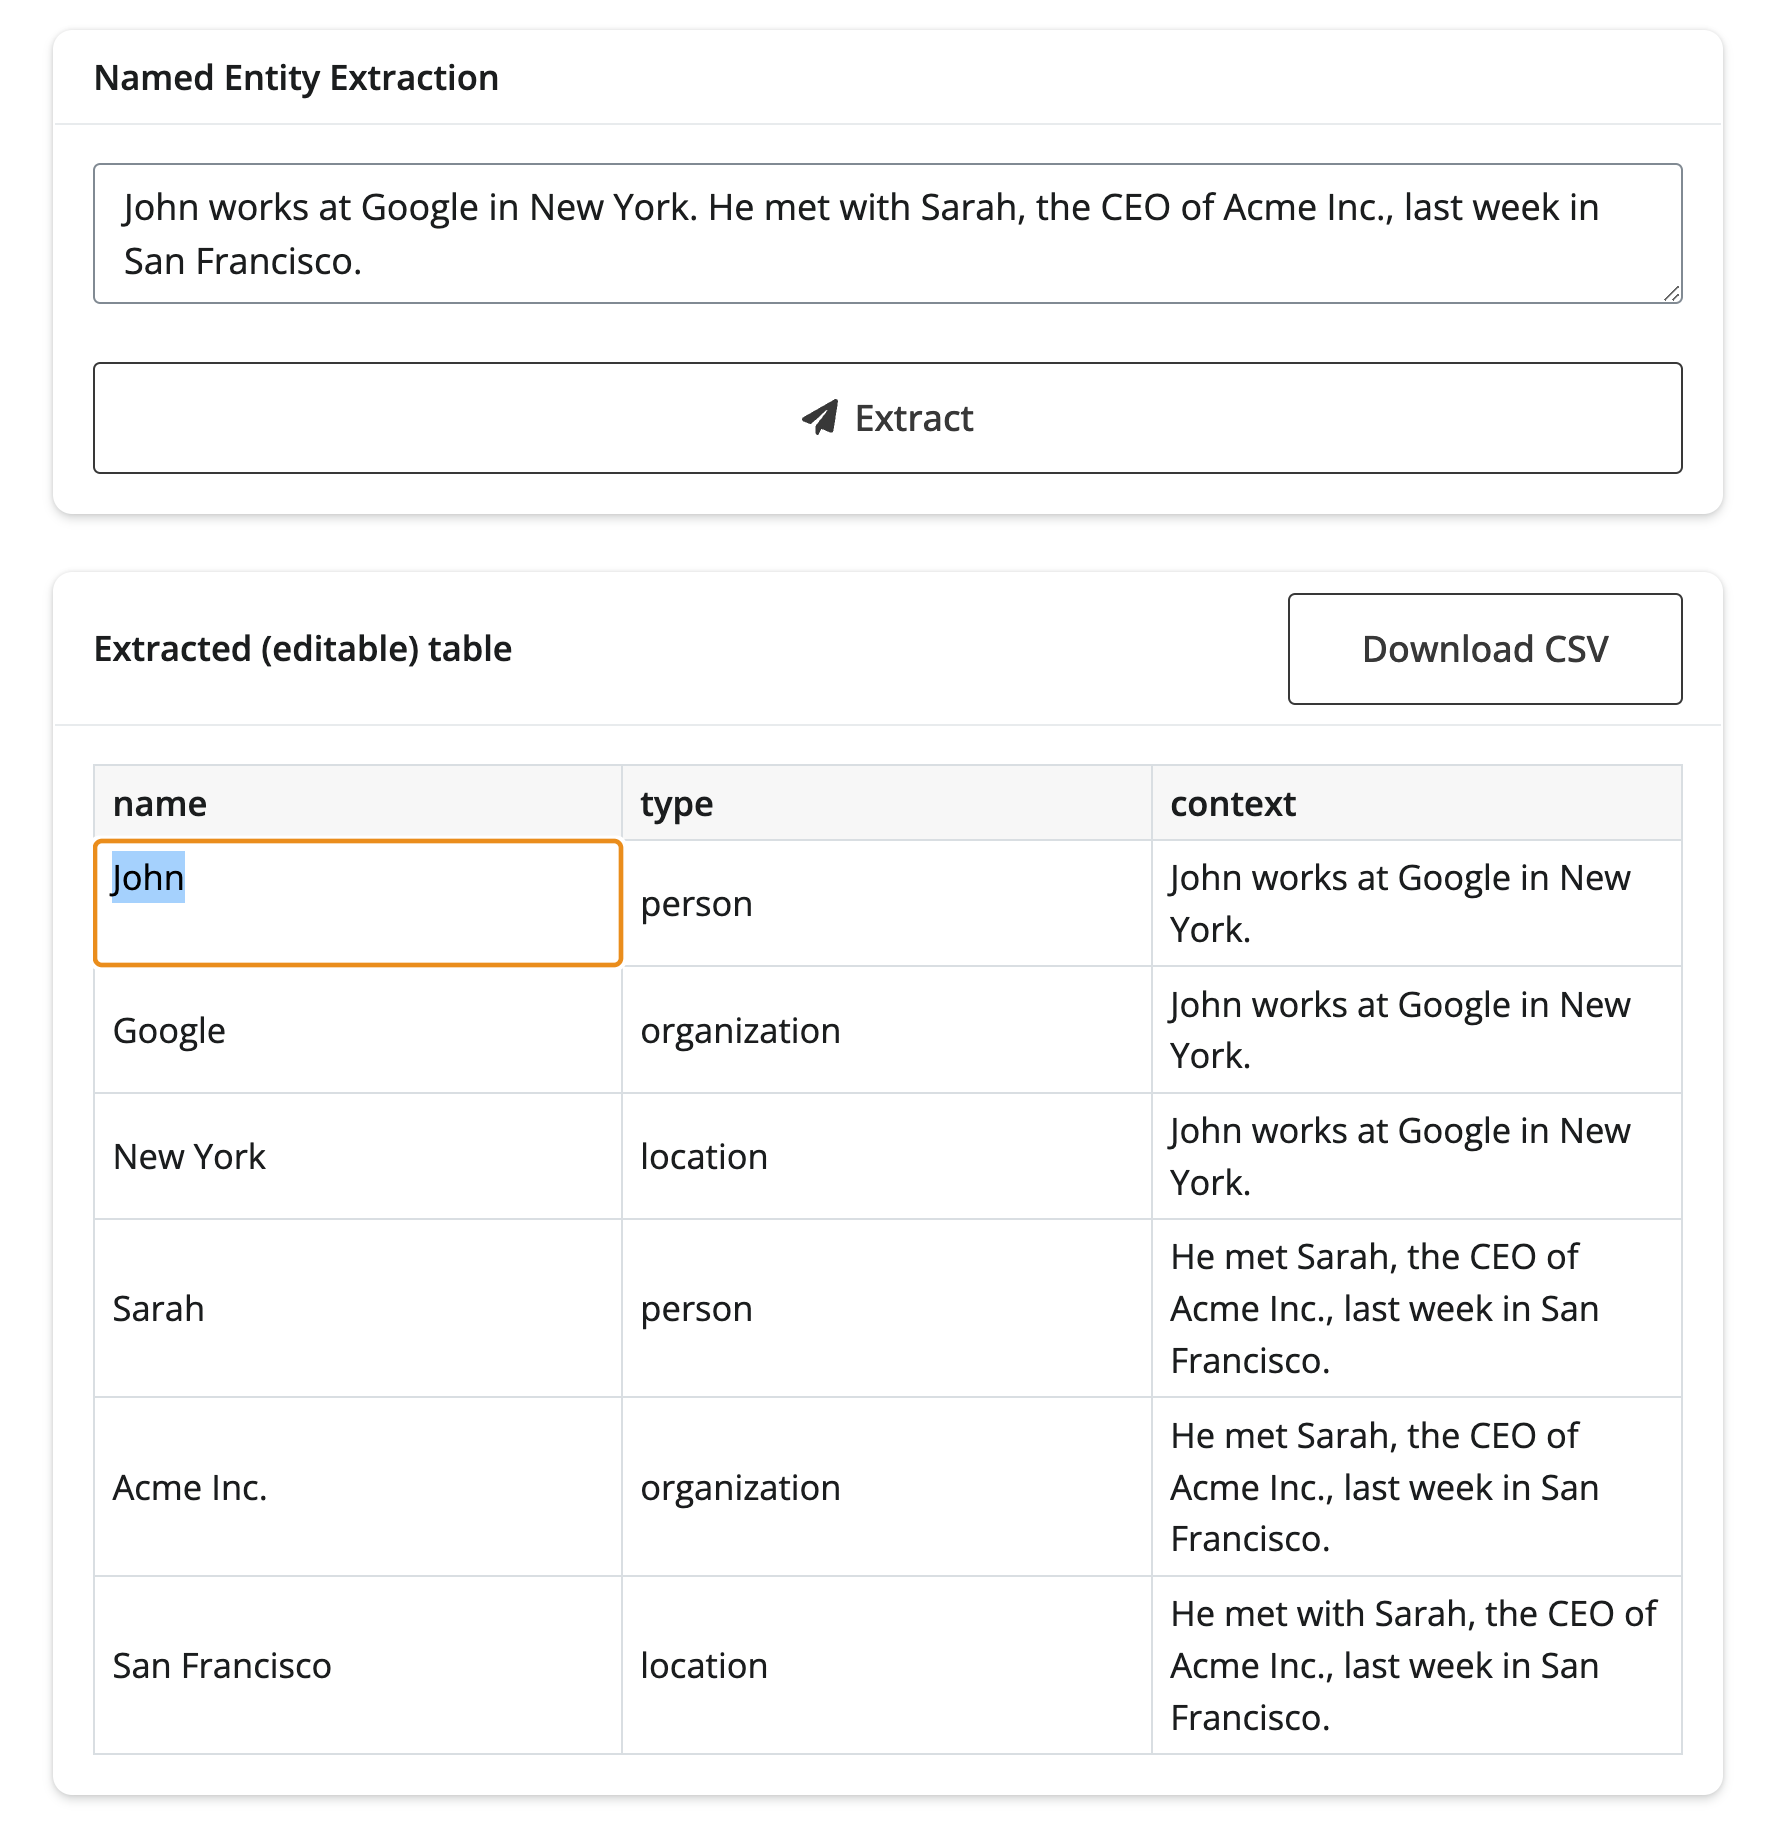 Named Entity Extraction
John works at Google in New York. He met with Sarah, the CEO of Acme Inc., last week in
San Francisco.
Extract
Extracted (editable) table
Download CSV
name type context
John person John works at Google in New
York.
Google organization John works at Google in New
York.
New York location John works at Google in New
York.
Sarah person He met Sarah, the CEO of
Acme Inc., last week in San
Francisco.
Acme Inc. organization He met Sarah, the CEO of
Acme Inc., last week in San
Francisco.
San Francisco location He met with Sarah, the CEO of
Acme Inc., last week in San
Francisco.